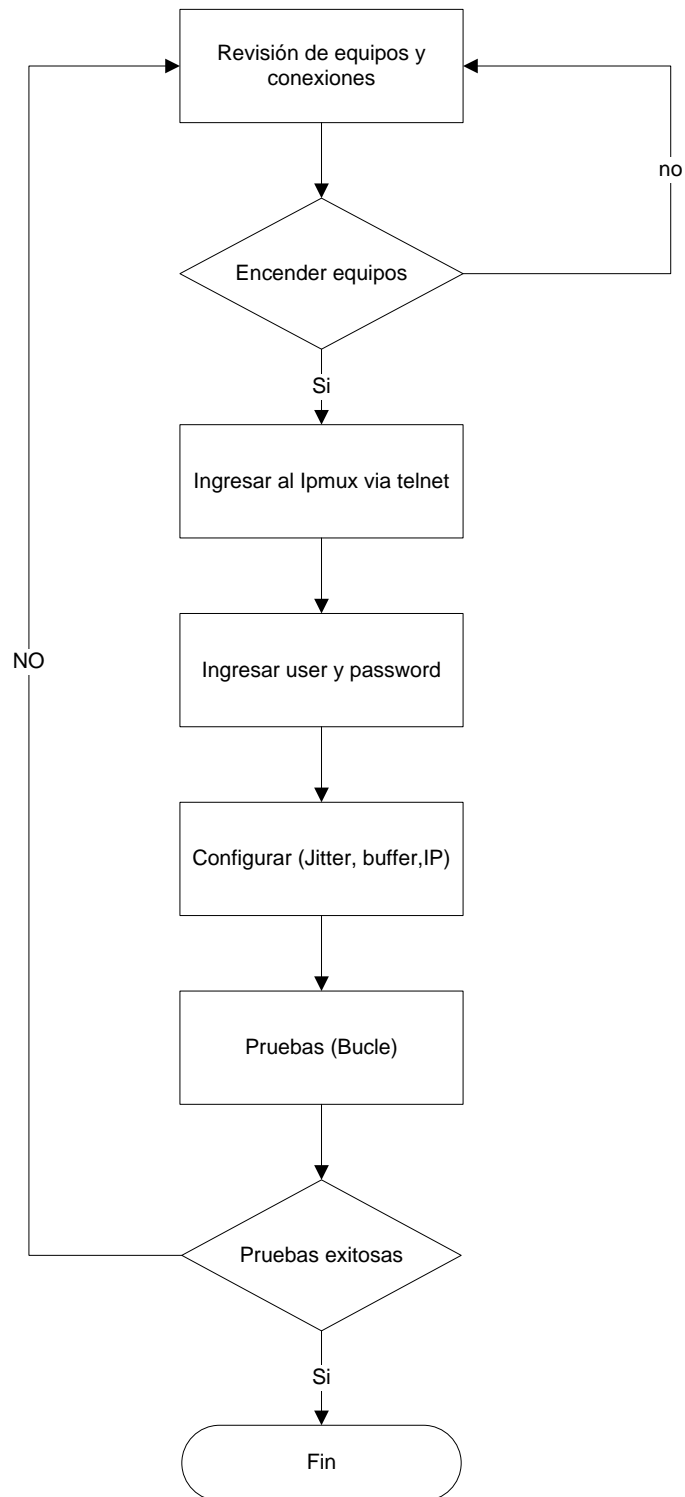 Revisión de equipos y
conexiones
no
Encender equipos
Si
Ingresar al Ipmux via telnet
NO
Ingresar user y password
Configurar (Jitter, buffer,IP)
Pruebas (Bucle)
Pruebas exitosas
Si
Fin